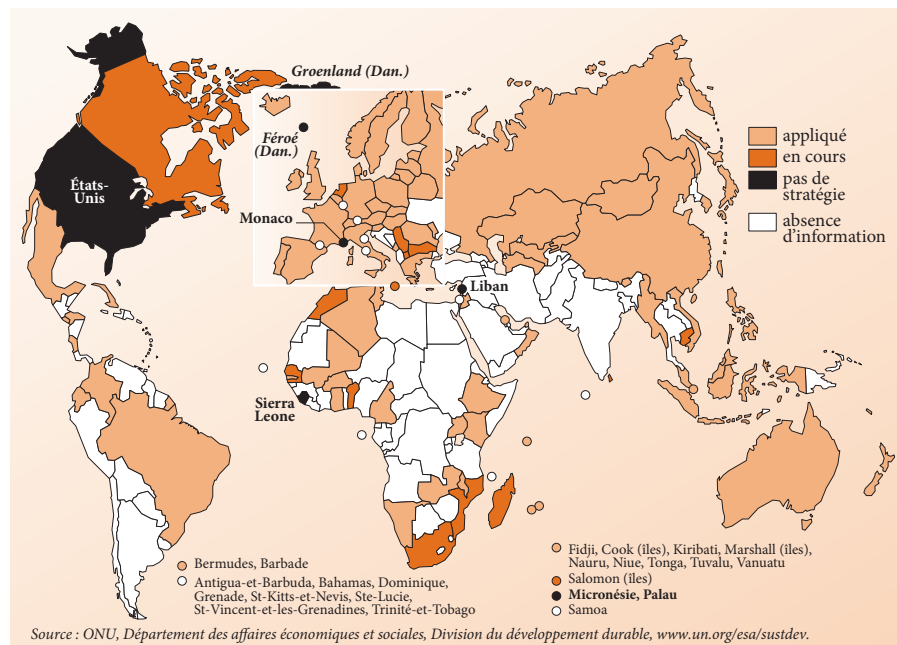 Groenland (Dan.)
Féroé
(Dan.)
appliqué
en cours
pas de
stratégie
absence
d'information
États-
Unis
Monaco
Liban
Sierra
Leone
Bermudes, Barbade
Antigua-et-Barbuda, Bahamas, Dominique,
Grenade, St-Kitts-et-Nevis, Ste-Lucie,
St-Vincent-et-les-Grenadines, Trinité-et-Tobago
Fidji, Cook (îles), Kiribati, Marshall (îles),
Nauru, Niue, Tonga, Tuvalu, Vanuatu
Salomon (îles)
Micronésie, Palau
Samoa
Source : ONU, Département des affaires économiques et sociales, Division du développement durable, www.un.org/esa/sustdev.